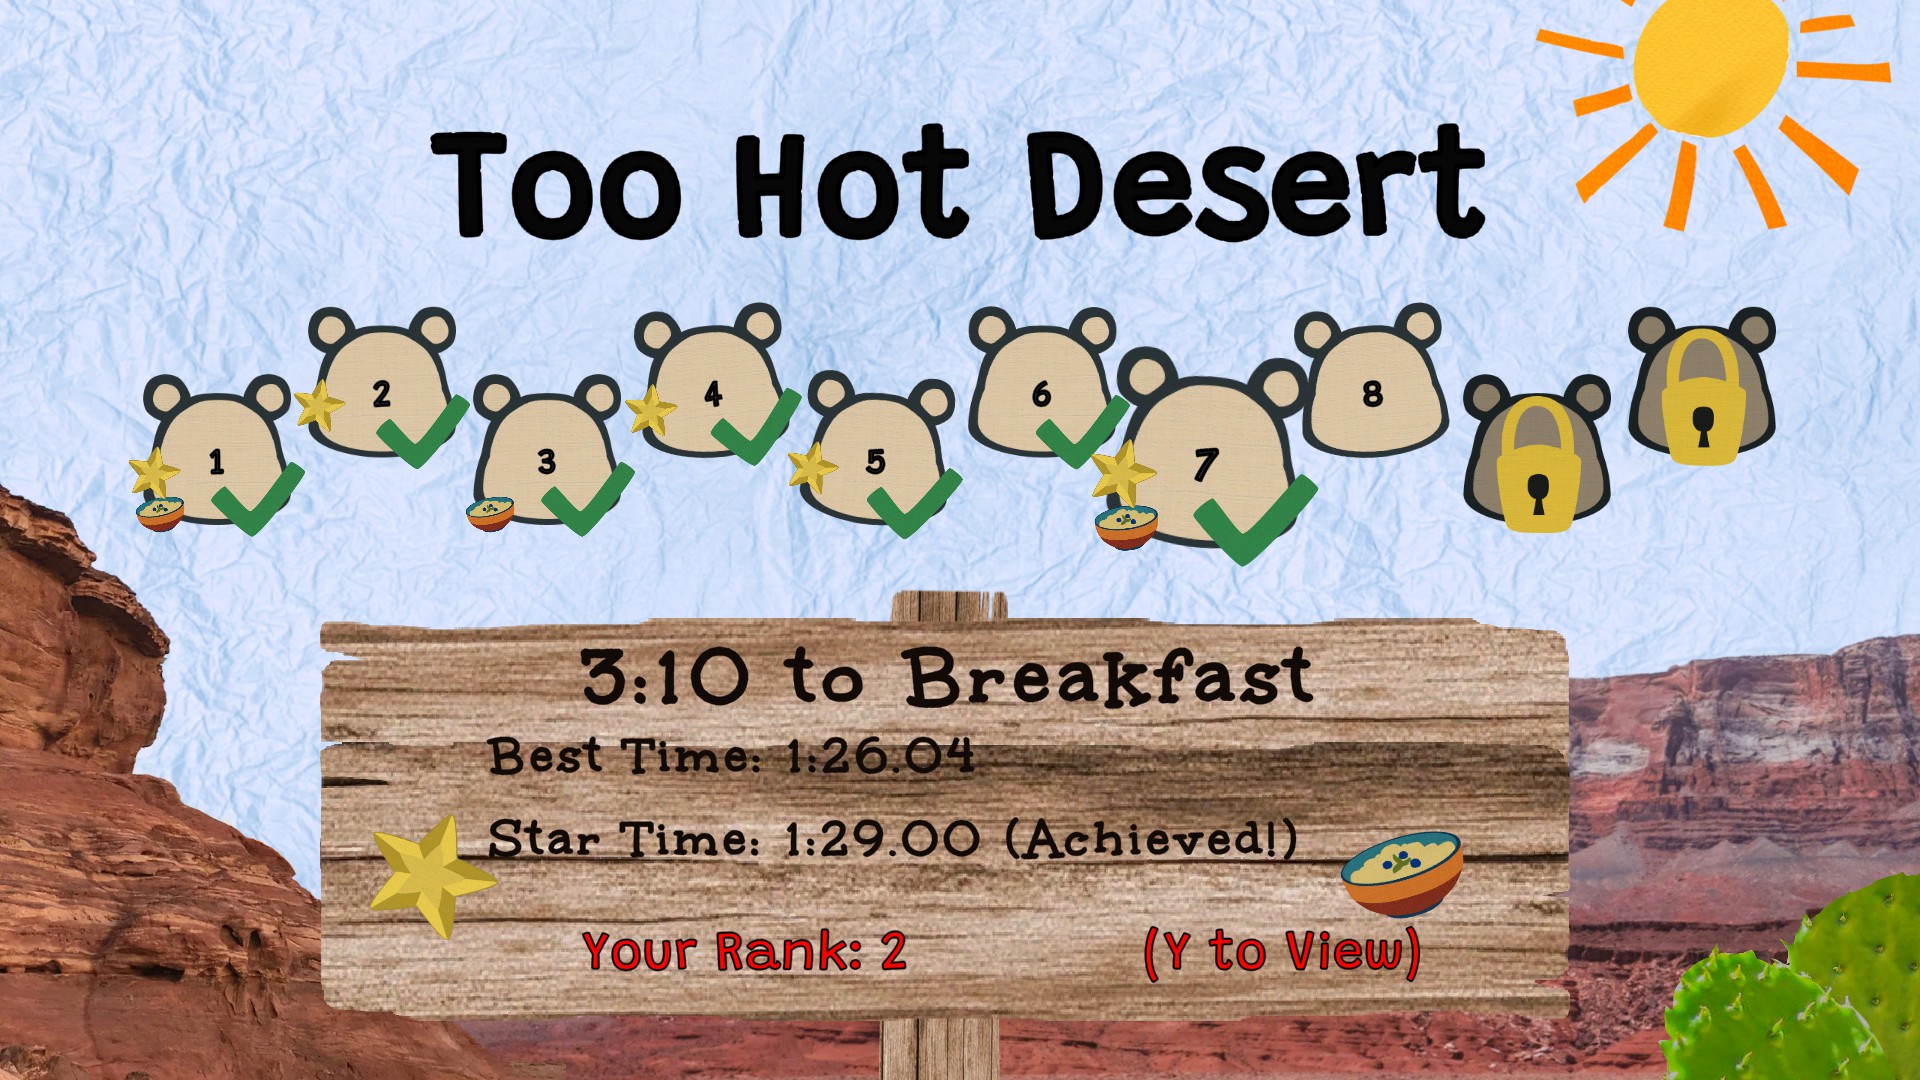 Too Hot Desert
1
2
3
4
5
6
7
8
3:10 to Breakfast
Best Time: 1:26.04
Star Time: 1:29.00 (Achieved!)
Your Rank: 2
(Y to View)